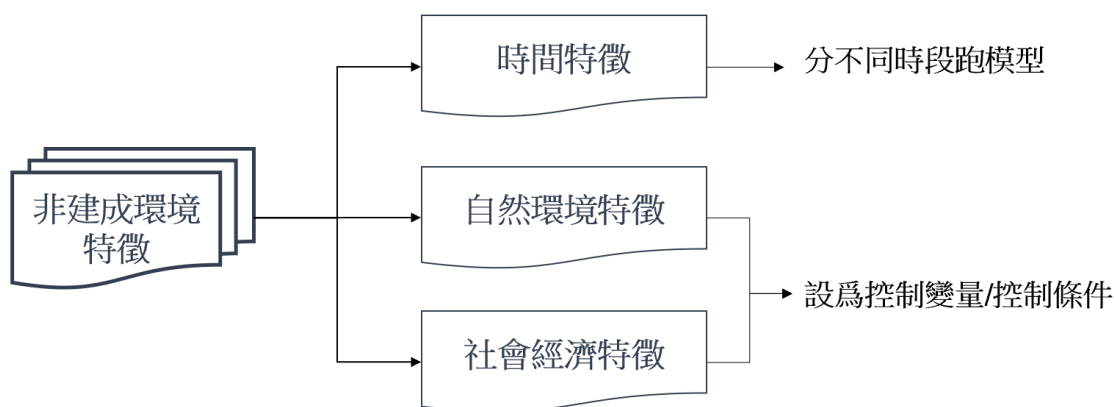 時間特徵
分不同時段跑模型
非建成環境
特徵
自然環境特徵
設爲控制變量/控制條件
社會經濟特徵